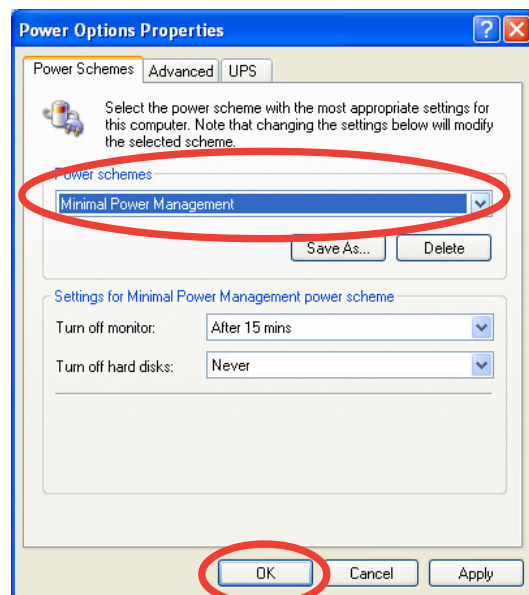 Power Options Properties
Power Schemes Advanced UPS
Select the power scheme with the most appropriate settings for
this computer. Note that changing the settings below will modify
the selected scheme.
Power schemes
Minimal Power Management
Save As... Delete
Settings for Minimal Power Management power scheme
Turn off monitor: After 15 mins
Turn off hard disks: Never
OK Cancel Apply